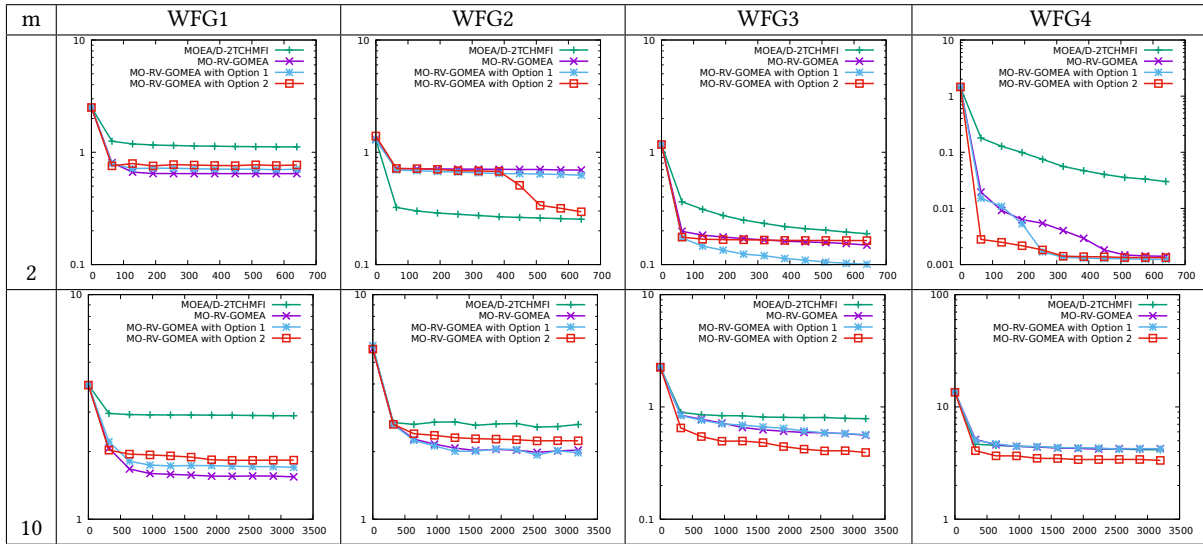 m WFG1 WFG2 WFG3 WFG4
2
10
MOEA/D-2TCHMFI
MO-RV-GOMEA
MO-RV-GOMEA with Option 1
MO-RV-GOMEA with Option 2
10
1
0.1
0 100 200 300 400 500 600 700
10
MOEA/D-2TCHMFI
MO-RV-GOMEA
MO-RV-GOMEA with Option 1
MO-RV-GOMEA with Option 2
1
0.1
0 100 200 300 400 500 600 700
10
MOEA/D-2TCHMFI
MO-RV-GOMEA
MO-RV-GOMEA with Option 1
MO-RV-GOMEA with Option 2
1
0.1
0 100 200 300 400 500 600 700
MOEA/D-2TCHMFI
MO-RV-GOMEA
MO-RV-GOMEA with Option 1
MO-RV-GOMEA with Option 2
1
0.1
0.01
0.001
0 100 200 300 400 500 600 700
10
10
MOEA/D-2TCHMFI
MO-RV-GOMEA
MO-RV-GOMEA with Option 1
MO-RV-GOMEA with Option 2
1
0 500 1000 1500 2000 2500 3000 3500
10
MOEA/D-2TCHMFI
MO-RV-GOMEA
MO-RV-GOMEA with Option 1
MO-RV-GOMEA with Option 2
1
0 500 1000 1500 2000 2500 3000 3500
10
MOEA/D-2TCHMFI
MO-RV-GOMEA
MO-RV-GOMEA with Option 1
MO-RV-GOMEA with Option 2
1
0.1
0 500 1000 1500 2000 2500 3000 3500
100
MOEA/D-2TCHMFI
MO-RV-GOMEA
MO-RV-GOMEA with Option 1
MO-RV-GOMEA with Option 2
10
1
0 500 1000 1500 2000 2500 3000 3500